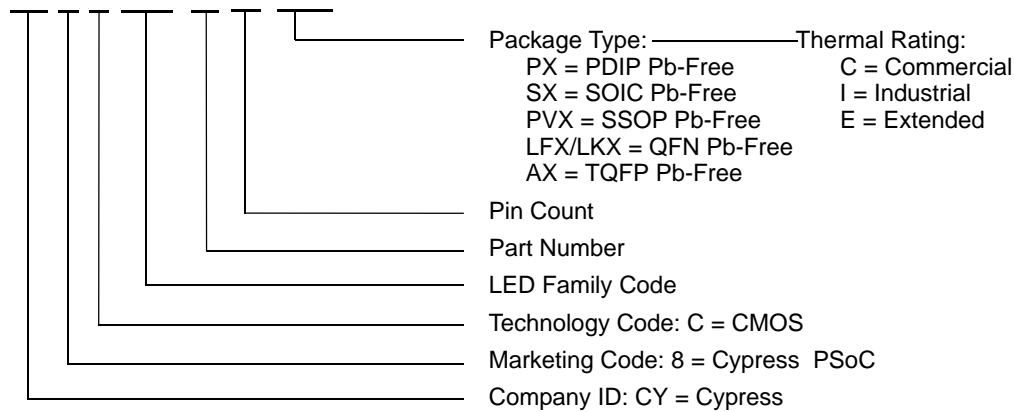 Package Type: Thermal Rating:
PX = PDIP Pb-Free C = Commercial
SX = SOIC Pb-Free I = Industrial
PVX = SSOP Pb-Free E = Extended
LFX/LKX = QFN Pb-Free
AX = TQFP Pb-Free
Pin Count
Part Number
LED Family Code
Technology Code: C = CMOS
Marketing Code: 8 = Cypress PSoC
Company ID: CY = Cypress